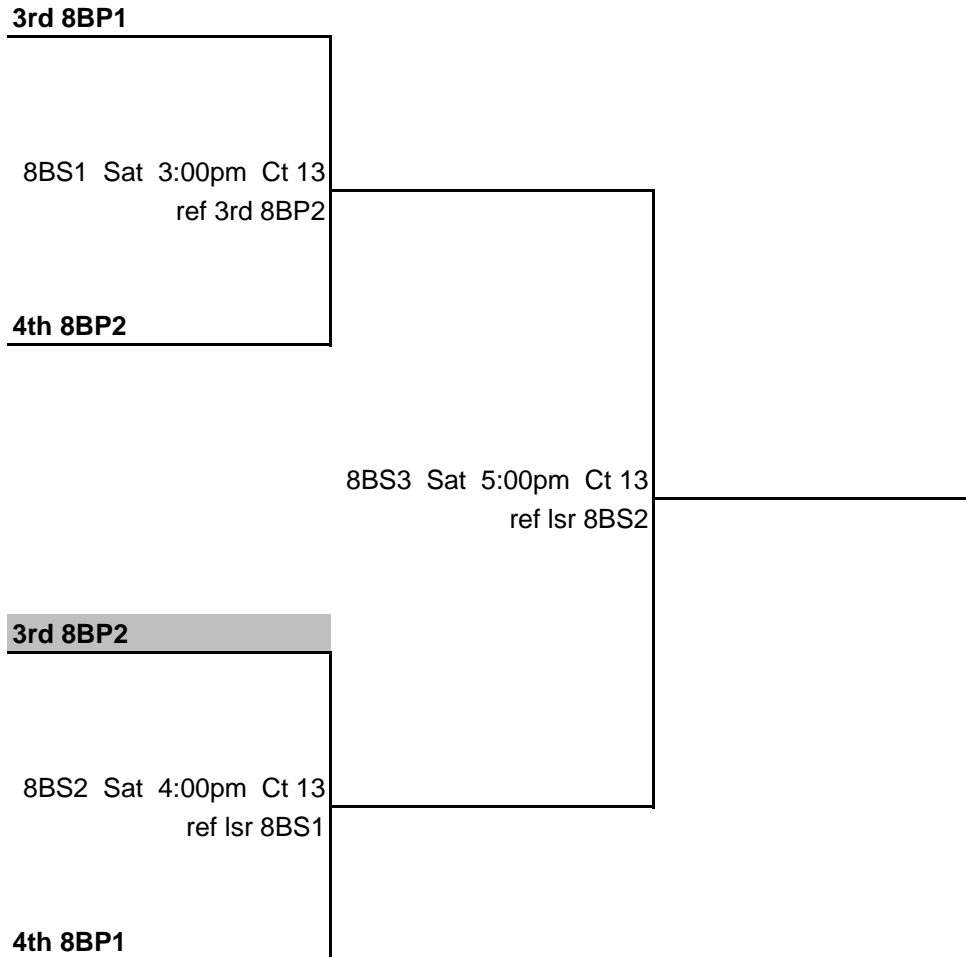 3rd 8BP1
8BS1 Sat 3:00pm Ct 13
ref 3rd 8BP2
4th 8BP2
8BS3 Sat 5:00pm Ct 13
ref lsr 8BS2
3rd 8BP2
8BS2 Sat 4:00pm Ct 13
ref lsr 8BS1
4th 8BP1